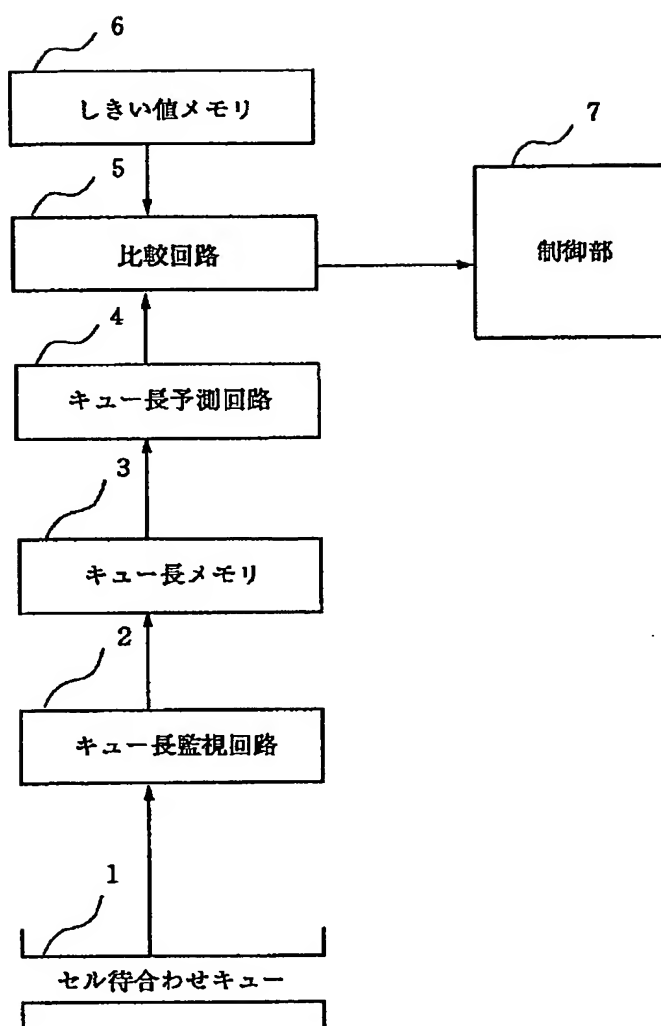 6
しきい値メモリ
7
5
比較回路
制御部
4
キュー長予測回路
3
キュー長メモリ
2
キュー長監視回路
1
セル待合わせキュー